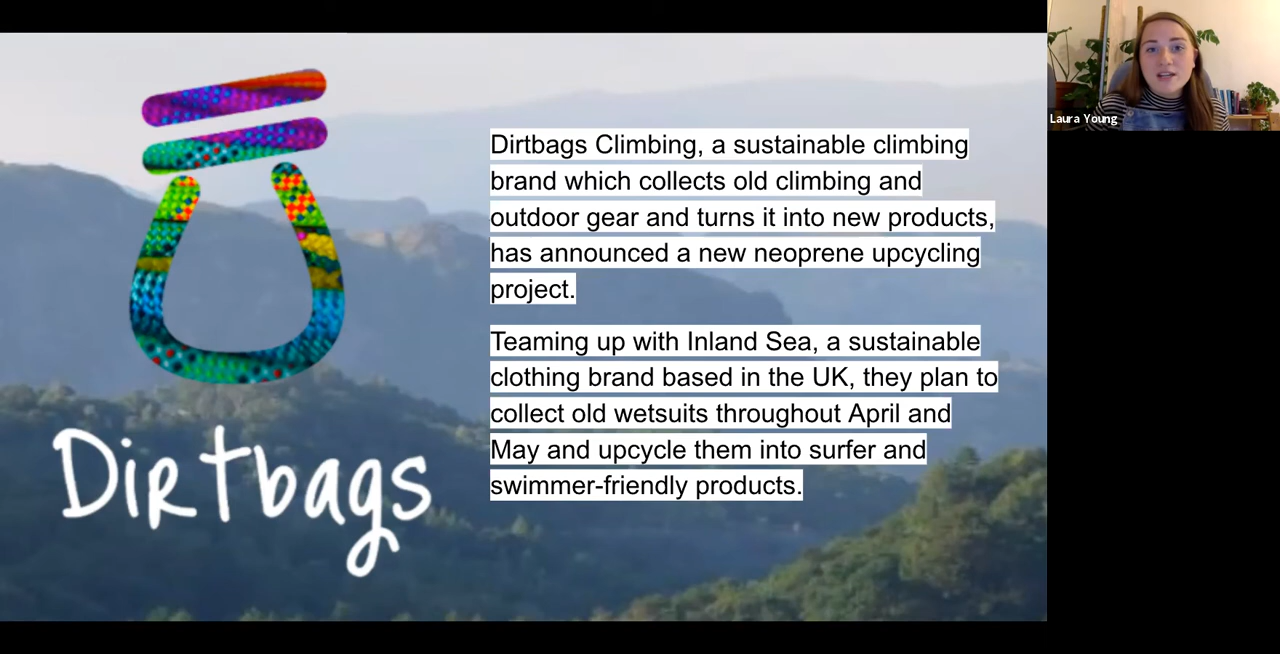 Laura Young
Dirtbags Climbing, a sustainable climbing
brand which collects old climbing and
outdoor gear and turns it into new products,
has announced a new neoprene upcycling
project.
Teaming up with Inland Sea, a sustainable
clothing brand based in the UK, they plan to
collect old wetsuits throughout April and
May and upcycle them into surfer and
swimmer-friendly products.
Dirtbags